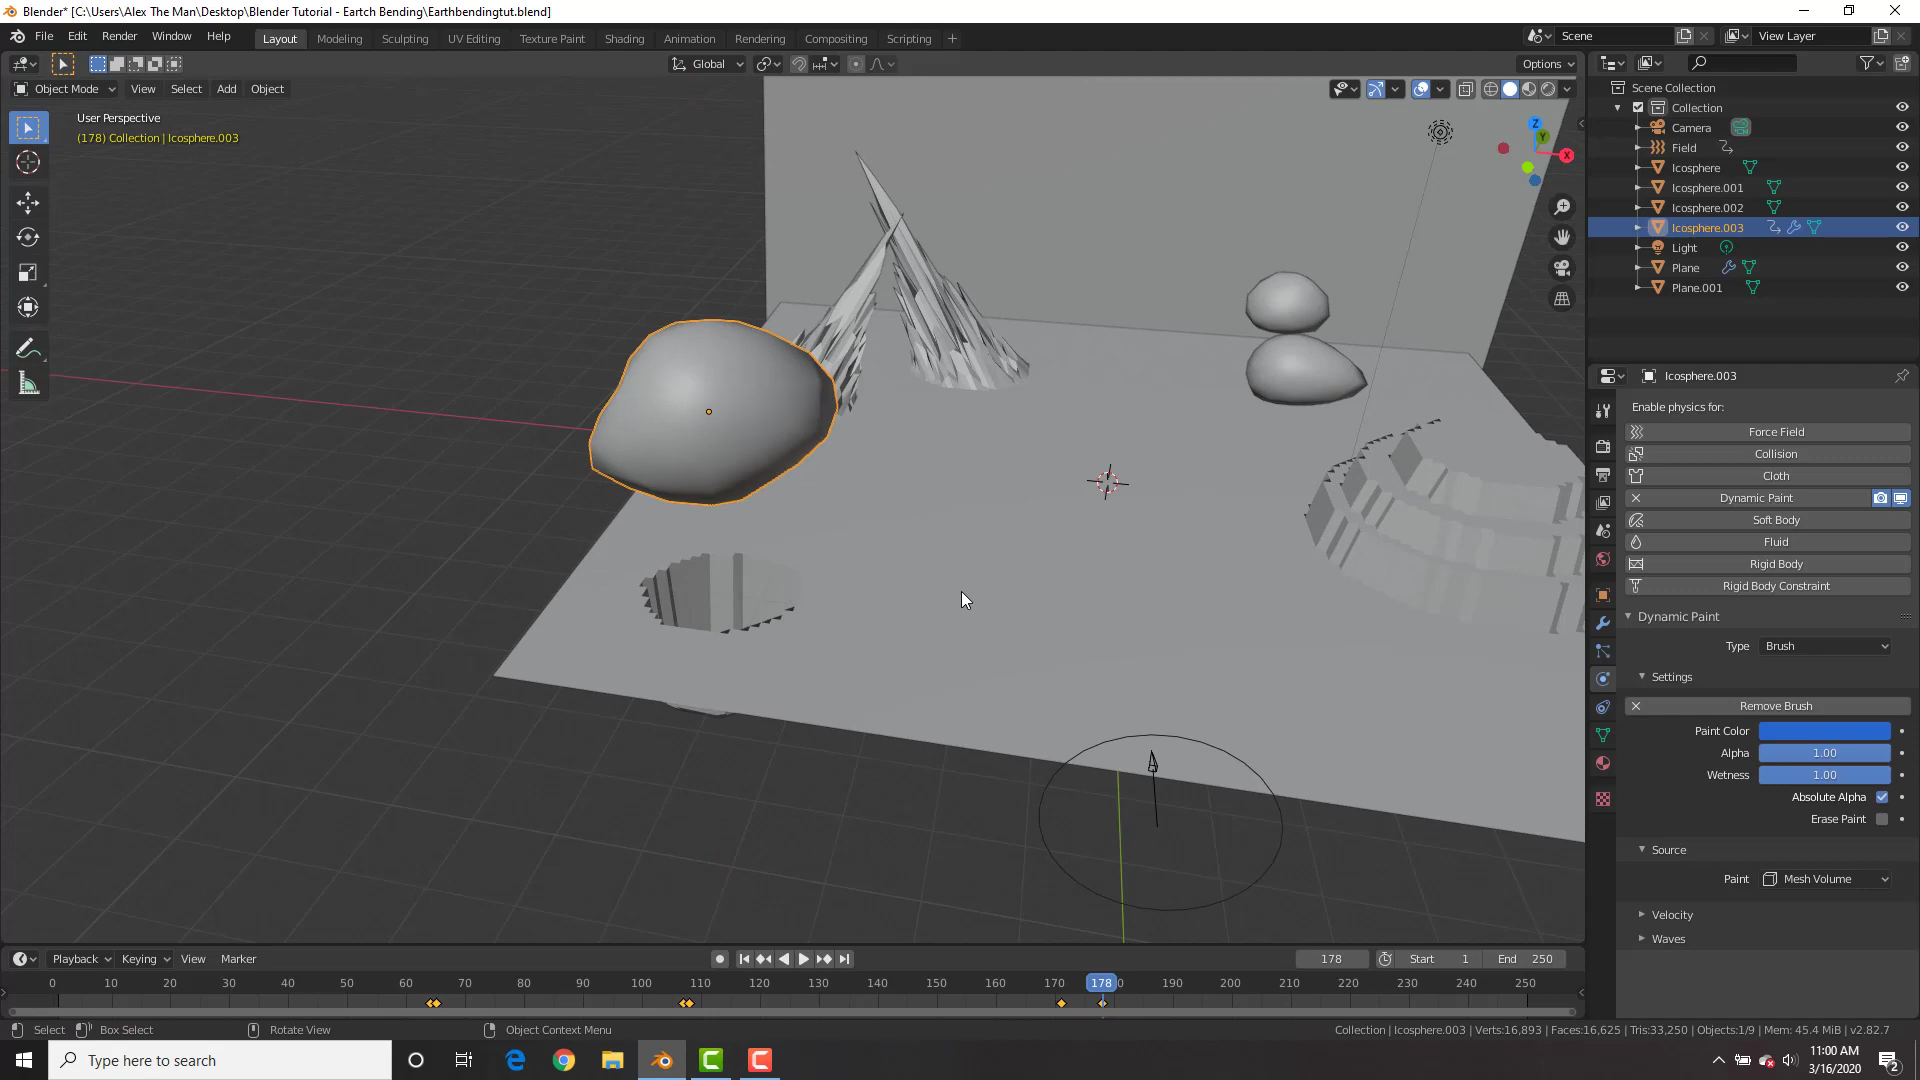 Blender* [C:\Users\Alex The Man\Desktop\Blender Tutorial - Eartch Bending\Earthbendingtut.blend]
File Edit Render Window Help Layout Modeling Sculpting UV Editing Texture Paint Shading Animation Rendering Compositing Scripting + Scene View Layer
Global Options
Object Mode View Select Add Object
User Perspective
(178) Collection | Icosphere.003
Z
Y
X
Scene Collection
Collection
Camera
Field
Icosphere
Icosphere.001
Icosphere.002
Icosphere.003
Light
Plane
Plane.001
Icosphere.003
Enable physics for:
Force Field
Collision
Cloth
Dynamic Paint
Soft Body
Fluid
Rigid Body
Rigid Body Constraint
Dynamic Paint
Type Brush
Settings
Remove Brush
Paint Color
Alpha 1.00
Wetness 1.00
Absolute Alpha
Erase Paint
Source
Paint Mesh Volume
Velocity
Waves
Playback Keying View Marker 178 Start 1 End 250
0 10 20 30 40 50 60 70 80 90 100 110 120 130 140 150 160 170 178 0 190 200 210 220 230 240 250
Select Box Select Rotate View Object Context Menu Collection | Icosphere.003 | Verts:16,893 | Faces:16,625 | Tris:33,250 | Objects:1/9 | Mem: 45.4 MiB | v2.82.7
Type here to search
11:00 AM
3/16/2020
2